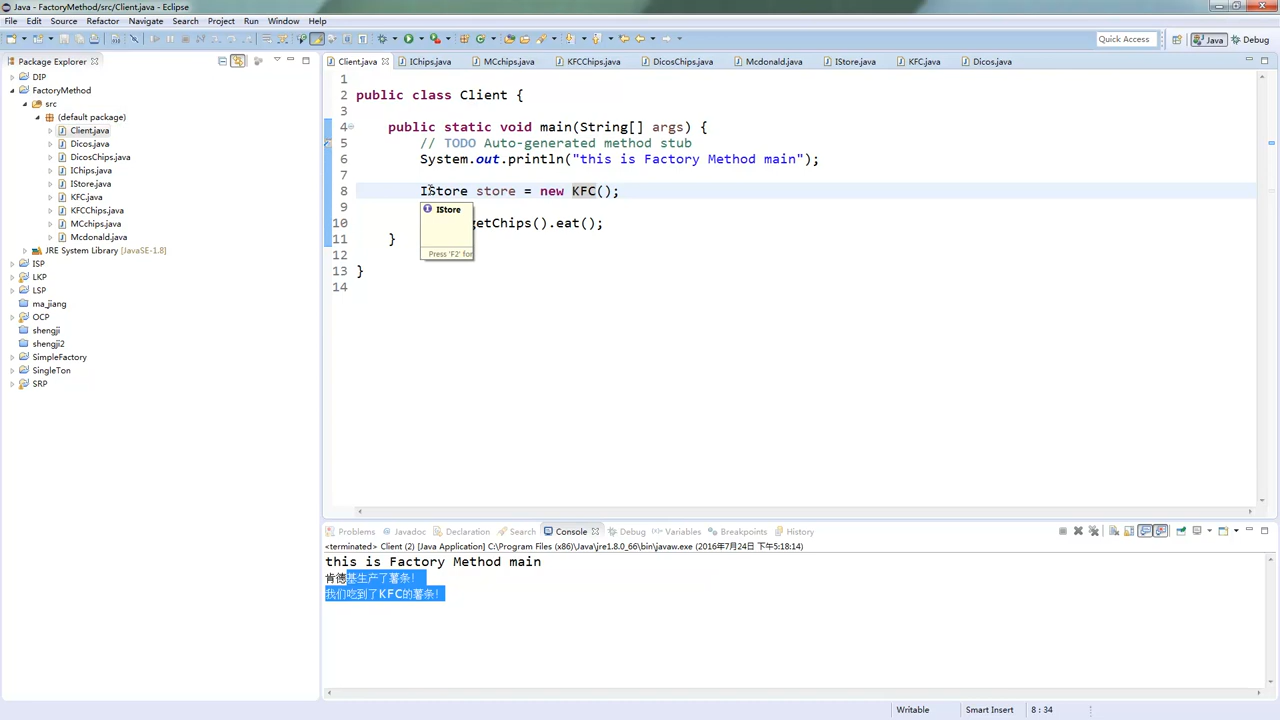 Java - FactoryMethod/src/Client.java - Eclipse
File Edit Source Refactor Navigate Search Project Run Window Help
Quick Access Java Debug
Package Explorer
DIP
FactoryMethod
src
(default package)
Client.java
Dicos.java
DicosChips.java
IChips.java
IStore.java
KFC.java
KFCChips.java
MCchips.java
Mcdonald.java
JRE System Library [JavaSE-1.8]
ISP
LKP
LSP
ma_jiang
OCP
shengji
shengji2
SimpleFactory
SingleTon
SRP
Client.java IChips.java MCchips.java KFCChips.java DicosChips.java Mcdonald.java IStore.java KFC.java Dicos.java
1
2 public class Client {
3
4 public static void main(String[] args) {
5 // TODO Auto-generated method stub
6 System.out.println("this is Factory Method main");
7
8 IStore store = new KFC();
9
10 getChips().eat();
11 }
12
13 }
14
IStore
Press 'F2' for
Problems Javadoc Declaration Search Console Debug Variables Breakpoints History
<terminated> Client (2) [Java Application] C:\Program Files (x86)\Java\jre1.8.0_66\bin\javaw.exe (2016年7月24日 下午5:18:14)
this is Factory Method main
肯德基生产了薯条!
我们吃到了KFC的薯条!
Writable Smart Insert 8 : 34